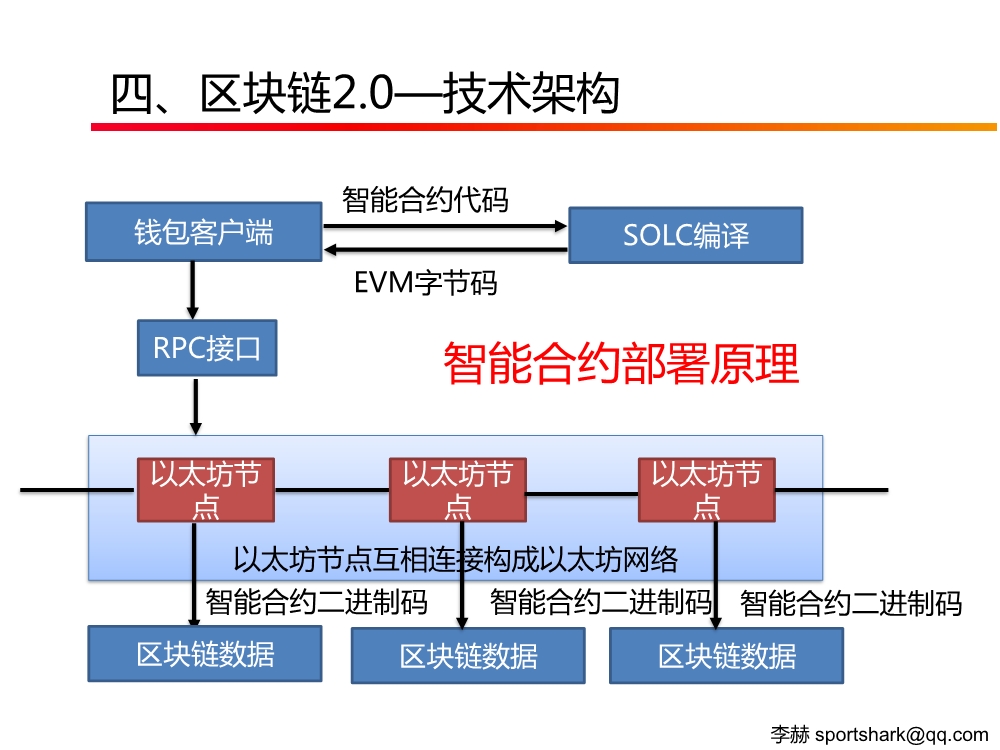 四、区块链2.0—技术架构
智能合约代码
钱包客户端
SOLC编译
EVM字节码
RPC接口
智能合约部署原理
以太坊节
点
以太坊节
点
以太坊节
点
以太坊节点互相连接构成以太坊网络
智能合约二进制码
智能合约二进制码
智能合约二进制码
区块链数据
区块链数据
区块链数据
李赫 sportshark@qq.com